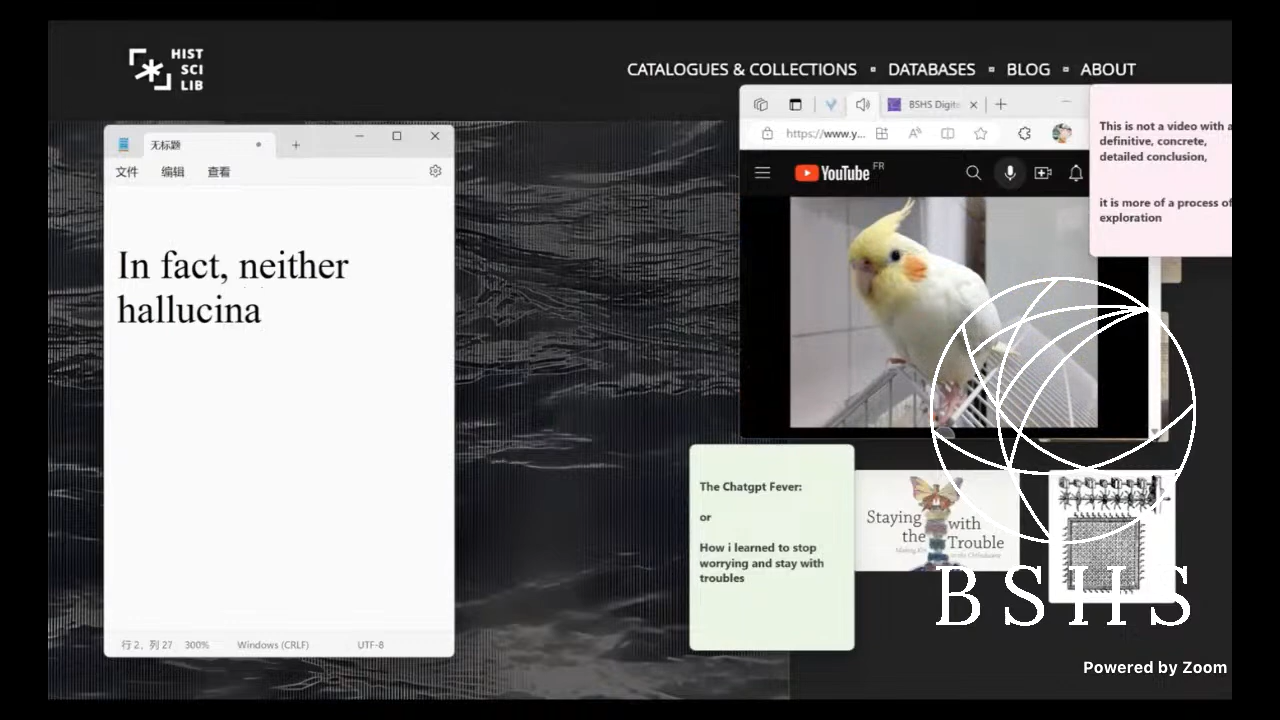 HIST
SCI
LIB
CATALOGUES & COLLECTIONS
DATABASES
BLOG
ABOUT
无标题
文件
编辑
查看
In fact, neither
hallucina
行 2，列 27
300%
Windows (CRLF)
UTF-8
BSHS Digit
https://www.y...
YouTube FR
This is not a video with a
definitive, concrete,
detailed conclusion,
it is more of a process of
exploration
The Chatgpt Fever:
or
How i learned to stop
worrying and stay with
troubles
Staying
the
with
Trouble
BSHS
Powered by Zoom